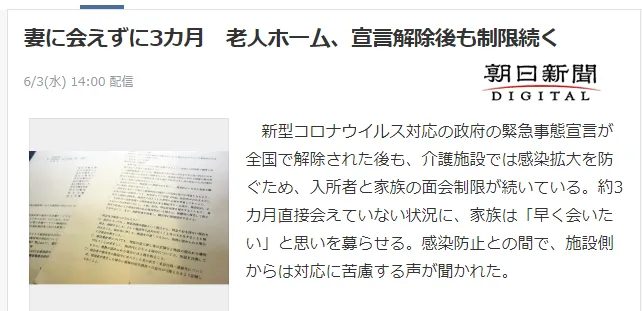 妻に会えずに3カ月　老人ホーム、宣言解除後も制限続く
6/3(水) 14:00 配信
朝日新聞
DIGITAL
　新型コロナウイルス対応の政府の緊急事態宣言が
全国で解除された後も、介護施設では感染拡大を防
ぐため、入所者と家族の面会制限が続いている。約3
カ月直接会えていない状況に、家族は「早く会いた
い」と思いを募らせる。感染防止との間で、施設側
からは対応に苦慮する声が聞かれた。